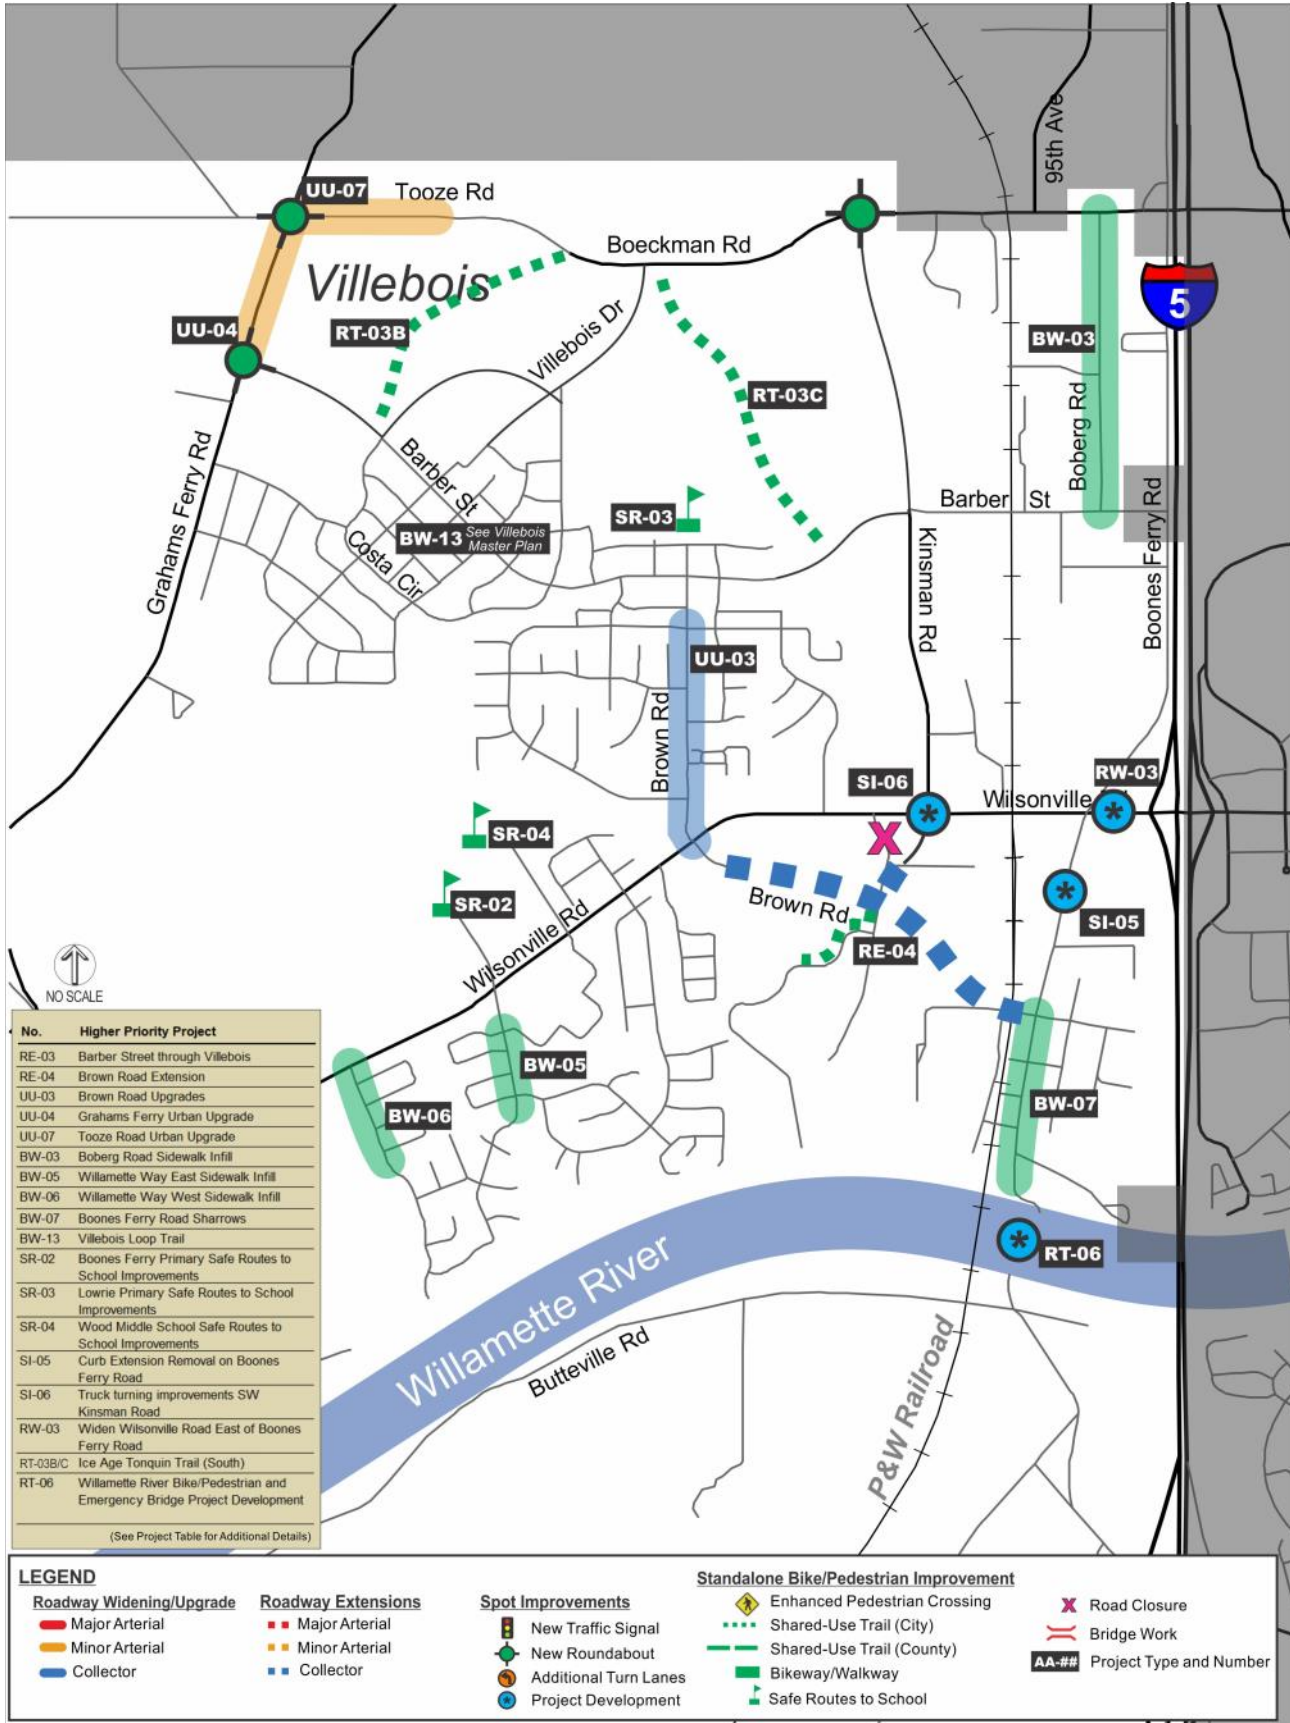 95th Ave
UU-07
Tooze Rd
Boeckman Rd
Villebois
5
UU-04
RT-03B
Villebois Dr
BW-03
RT-03C
Boberg Rd
Grahams Ferry Rd
Barber St
SR-03
Barber St
BW-13 See Villebois
Master Plan
Costa Cir
Kinsman Rd
Boones Ferry Rd
UU-03
Brown Rd
SI-06
RW-03
Wilsonville
SR-04
SR-02
Brown Rd
SI-05
Wilsonville Rd
RE-04
NO SCALE
BW-05
BW-06
BW-07
RT-06
Willamette River
Butteville Rd
P&W Railroad
No. Higher Priority Project
RE-03 Barber Street through Villebois
RE-04 Brown Road Extension
UU-03 Brown Road Upgrades
UU-04 Grahams Ferry Urban Upgrade
UU-07 Tooze Road Urban Upgrade
BW-03 Boberg Road Sidewalk Infill
BW-05 Willamette Way East Sidewalk Infill
BW-06 Willamette Way West Sidewalk Infill
BW-07 Boones Ferry Road Sharrows
BW-13 Villebois Loop Trail
SR-02 Boones Ferry Primary Safe Routes to
School Improvements
SR-03 Lowrie Primary Safe Routes to School
Improvements
SR-04 Wood Middle School Safe Routes to
School Improvements
SI-05 Curb Extension Removal on Boones
Ferry Road
SI-06 Truck turning improvements SW
Kinsman Road
RW-03 Widen Wilsonville Road East of Boones
Ferry Road
RT-03B/C Ice Age Tonquin Trail (South)
RT-06 Willamette River Bike/Pedestrian and
Emergency Bridge Project Development
(See Project Table for Additional Details)
LEGEND
Roadway Widening/Upgrade
Major Arterial
Minor Arterial
Collector
Roadway Extensions
Major Arterial
Minor Arterial
Collector
Spot Improvements
New Traffic Signal
New Roundabout
Additional Turn Lanes
Project Development
Standalone Bike/Pedestrian Improvement
Enhanced Pedestrian Crossing
Shared-Use Trail (City)
Shared-Use Trail (County)
Bikeway/Walkway
Safe Routes to School
X Road Closure
Bridge Work
AA-## Project Type and Number